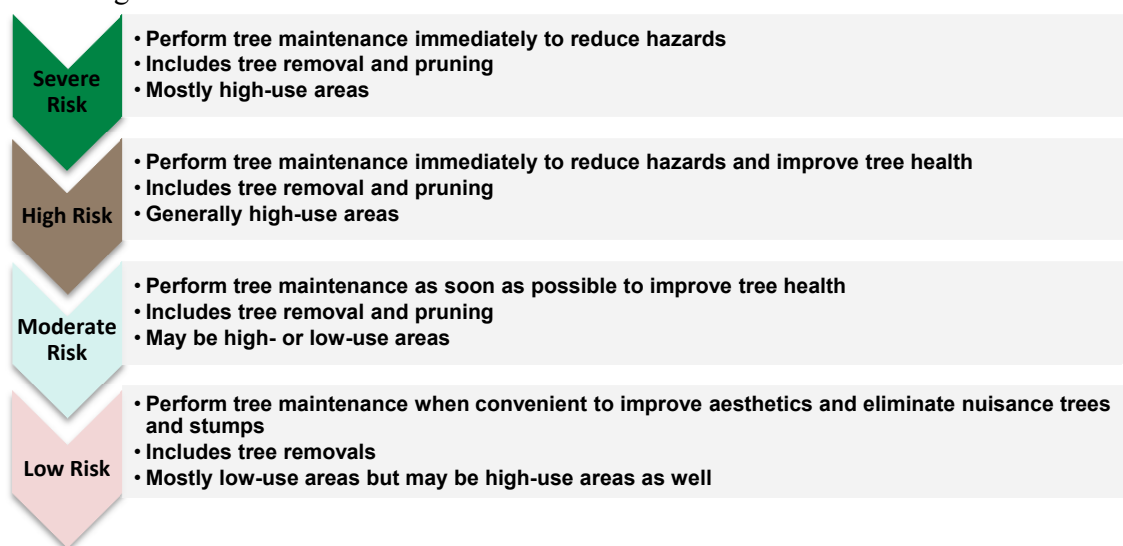 Severe
Risk
• Perform tree maintenance immediately to reduce hazards
• Includes tree removal and pruning
• Mostly high-use areas
High Risk
• Perform tree maintenance immediately to reduce hazards and improve tree health
• Includes tree removal and pruning
• Generally high-use areas
Moderate
Risk
• Perform tree maintenance as soon as possible to improve tree health
• Includes tree removal and pruning
• May be high- or low-use areas
Low Risk
• Perform tree maintenance when convenient to improve aesthetics and eliminate nuisance trees
and stumps
• Includes tree removals
• Mostly low-use areas but may be high-use areas as well